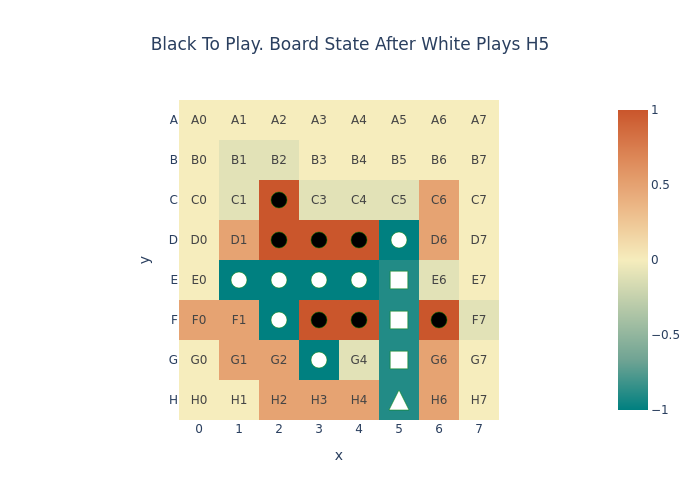 Black To Play. Board State After White Plays H5
A A0 A1 A2 A3 A4 A5 A6 A7
B B0 B1 B2 B3 B4 B5 B6 B7
C C0 C1 C3 C4 C5 C6 C7
D D0 D1 D6 D7
E E0 E6 E7
F F0 F1 F7
G G0 G1 G2 G4 G6 G7
H H0 H1 H2 H3 H4 H6 H7
0 1 2 3 4 5 6 7
x
y
1
0.5
0
−0.5
−1